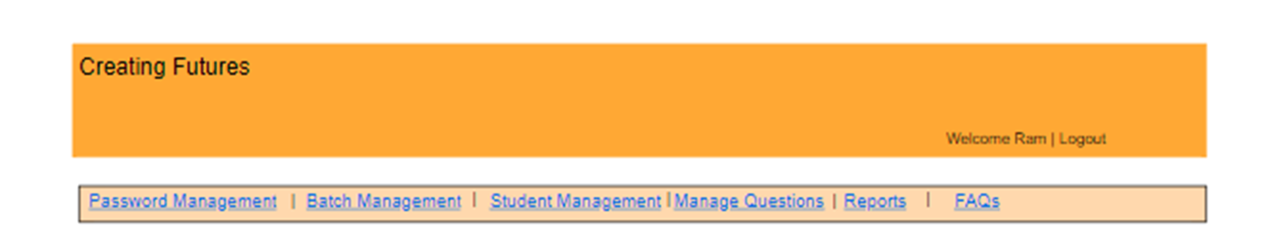 Creating Futures
Welcome Ram | Logout
Password Management | Batch Management | Student Management | Manage Questions | Reports | FAQs